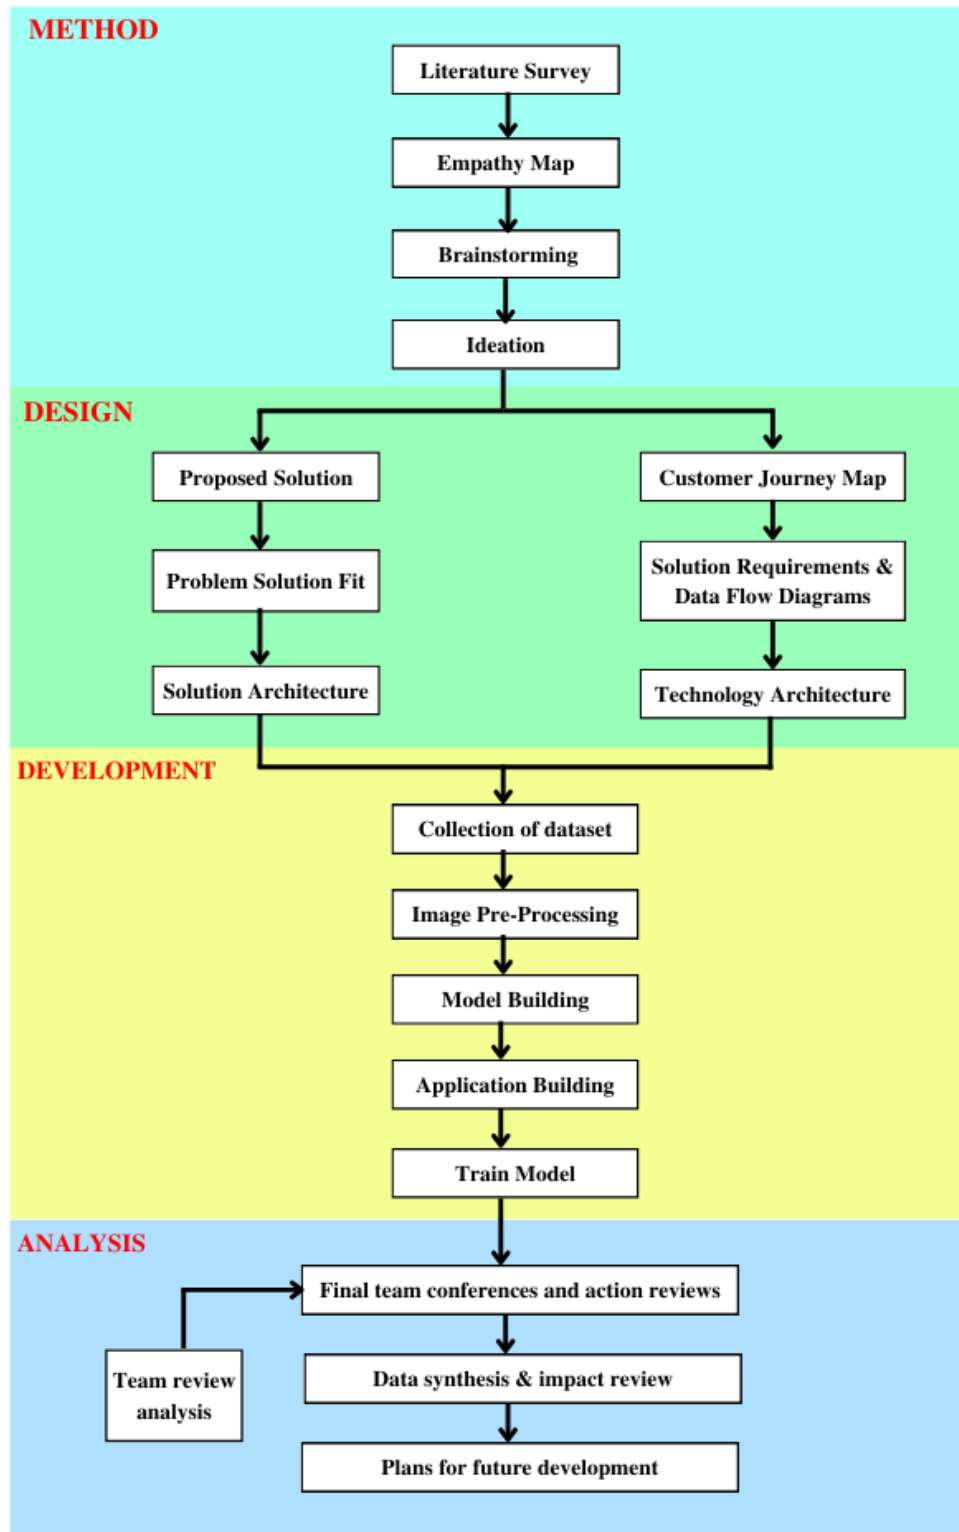 METHOD
Literature Survey
Empathy Map
Brainstorming
Ideation
DESIGN
Proposed Solution
Problem Solution Fit
Solution Architecture
Customer Journey Map
Solution Requirements &
Data Flow Diagrams
Technology Architecture
DEVELOPMENT
Collection of dataset
Image Pre-Processing
Model Building
Application Building
Train Model
ANALYSIS
Final team conferences and action reviews
Team review
analysis
Data synthesis & impact review
Plans for future development